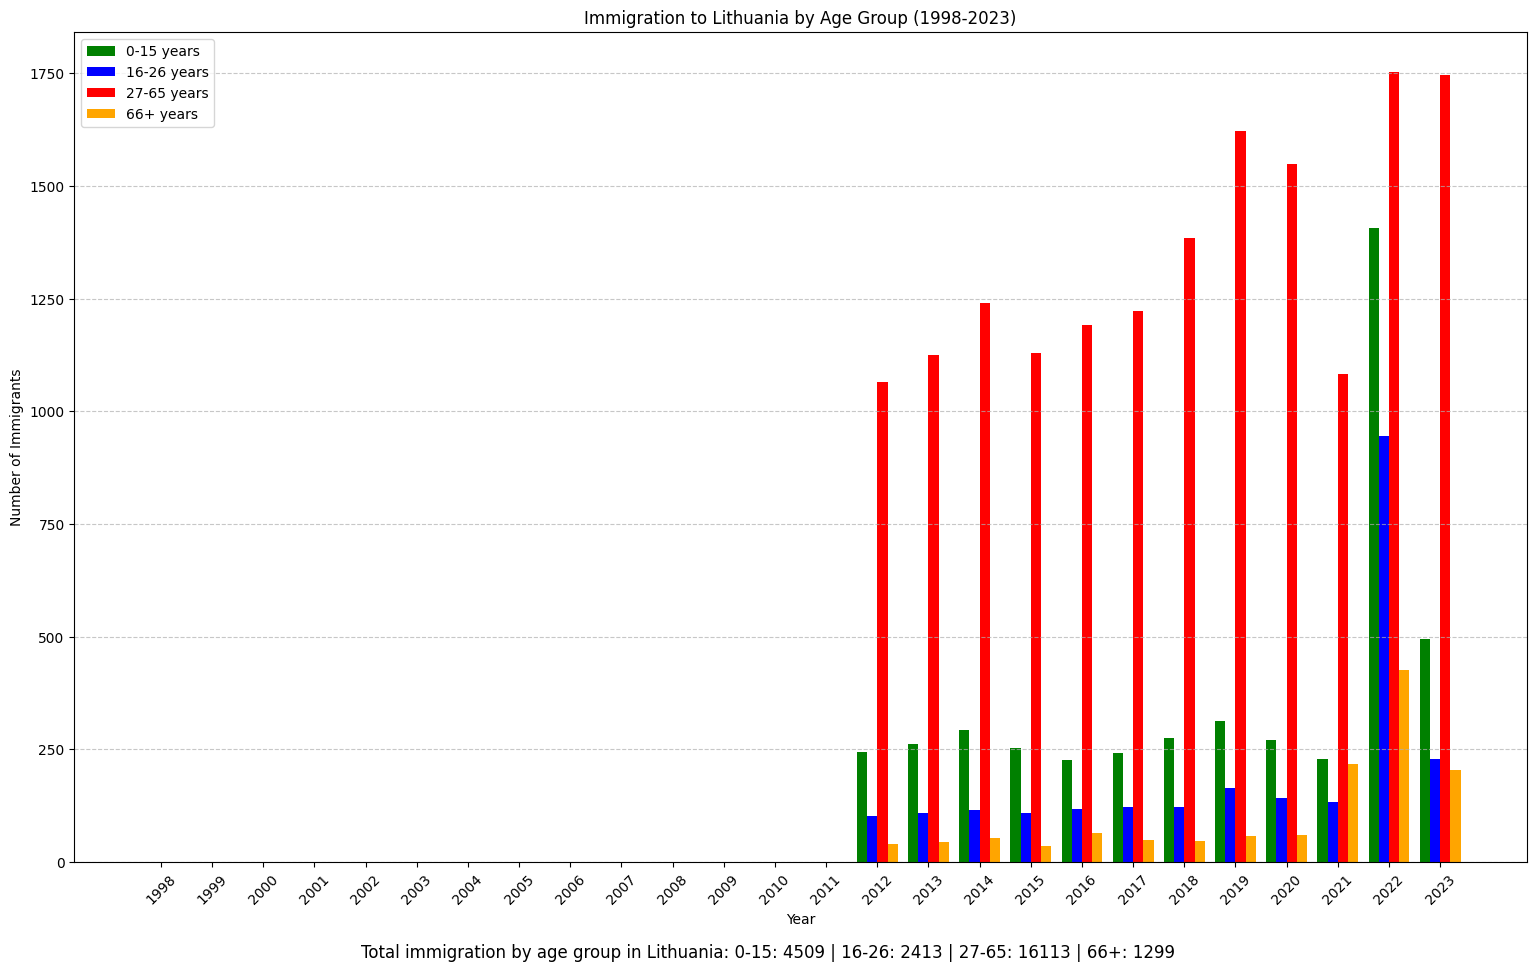 Immigration to Lithuania by Age Group (1998-2023)
0-15 years
16-26 years
27-65 years
66+ years
Number of Immigrants
1750
1500
1250
1000
750
500
250
0
1998 1999 2000 2001 2002 2003 2004 2005 2006 2007 2008 2009 2010 2011 2012 2013 2014 2015 2016 2017 2018 2019 2020 2021 2022 2023
Year
Total immigration by age group in Lithuania: 0-15: 4509 | 16-26: 2413 | 27-65: 16113 | 66+: 1299